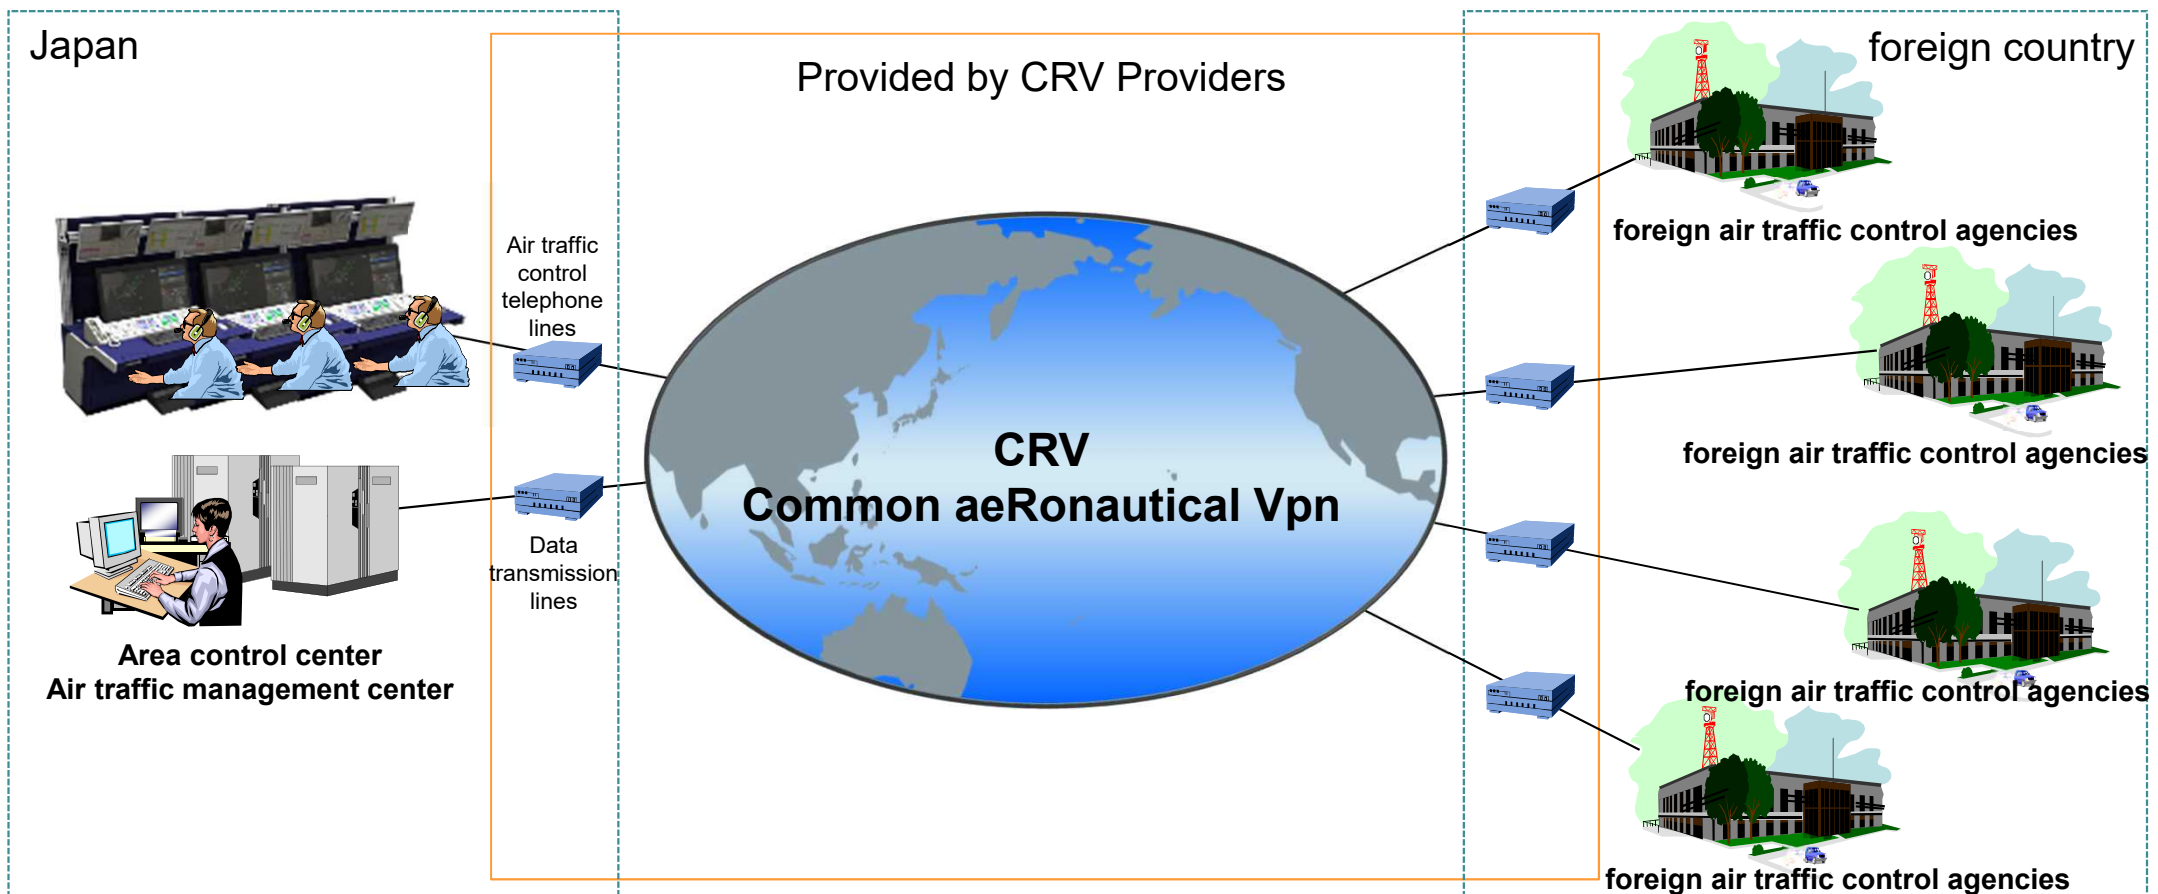 Japan
Provided by CRV Providers
foreign country
Air traffic
control
telephone
lines
Data
transmission
lines
Area control center
Air traffic management center
CRV
Common aeRonautical Vpn
foreign air traffic control agencies
foreign air traffic control agencies
foreign air traffic control agencies
foreign air traffic control agencies